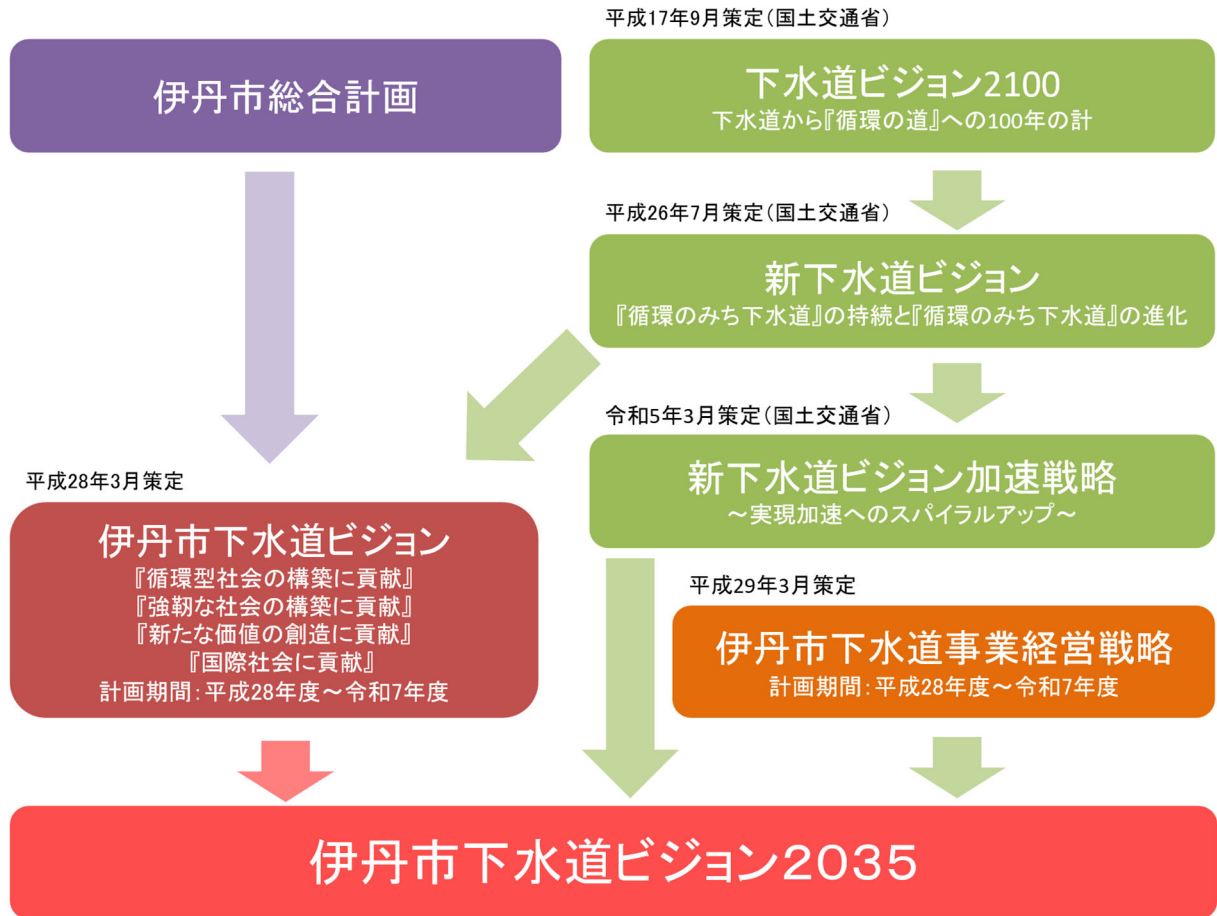 平成17年9月策定(国土交通省)
伊丹市総合計画
下水道ビジョン2100
下水道から『循環の道』への100年の計
平成26年7月策定(国土交通省)
新下水道ビジョン
『循環のみち下水道』の持続と『循環のみち下水道』の進化
令和5年3月策定(国土交通省)
新下水道ビジョン加速戦略
～実現加速へのスパイラルアップ～
平成28年3月策定
伊丹市下水道ビジョン
『循環型社会の構築に貢献』
『強靭な社会の構築に貢献』
『新たな価値の創造に貢献』
『国際社会に貢献』
計画期間:平成28年度～令和7年度
平成29年3月策定
伊丹市下水道事業経営戦略
計画期間:平成28年度～令和7年度
伊丹市下水道ビジョン２０３５